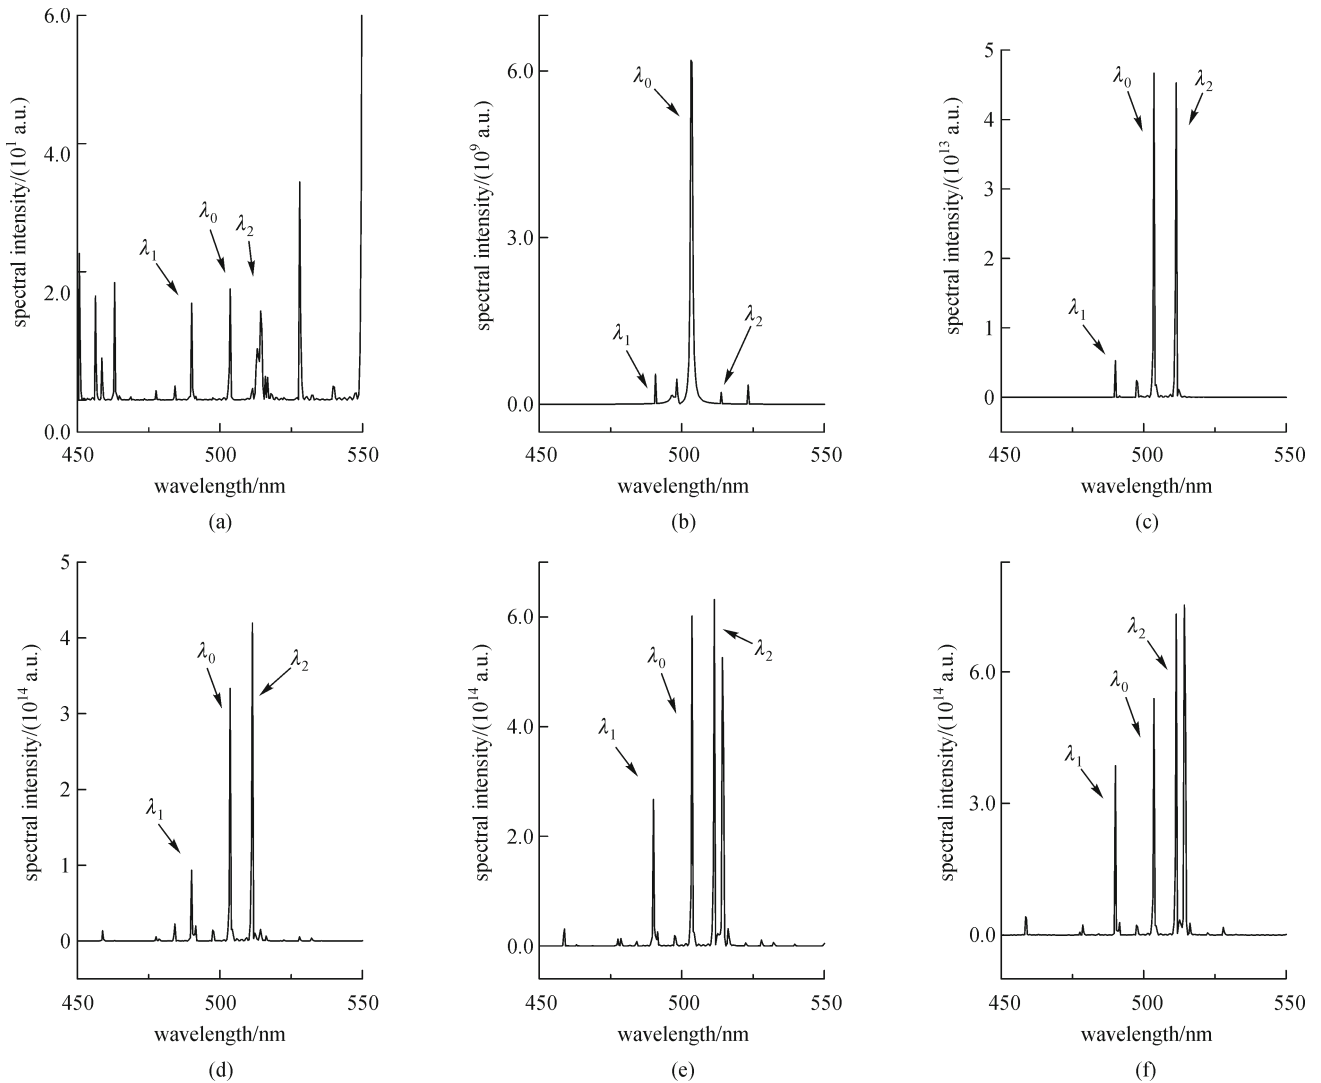 6.0
4.0
2.0
0.0
spectral intensity/(10¹ a.u.)
λ₁
λ₀
λ₂
450
500
550
wavelength/nm
(a)
6.0
3.0
0.0
spectral intensity/(10⁹ a.u.)
λ₀
λ₁
λ₂
450
500
550
wavelength/nm
(b)
5
4
3
2
1
0
spectral intensity/(10¹³ a.u.)
λ₀
λ₂
λ₁
450
500
550
wavelength/nm
(c)
5
4
3
2
1
0
spectral intensity/(10¹⁴ a.u.)
λ₀
λ₂
λ₁
450
500
550
wavelength/nm
(d)
6.0
4.0
2.0
0.0
spectral intensity/(10¹⁴ a.u.)
λ₀
λ₂
λ₁
450
500
550
wavelength/nm
(e)
6.0
3.0
0.0
spectral intensity/(10¹⁴ a.u.)
λ₂
λ₀
λ₁
450
500
550
wavelength/nm
(f)